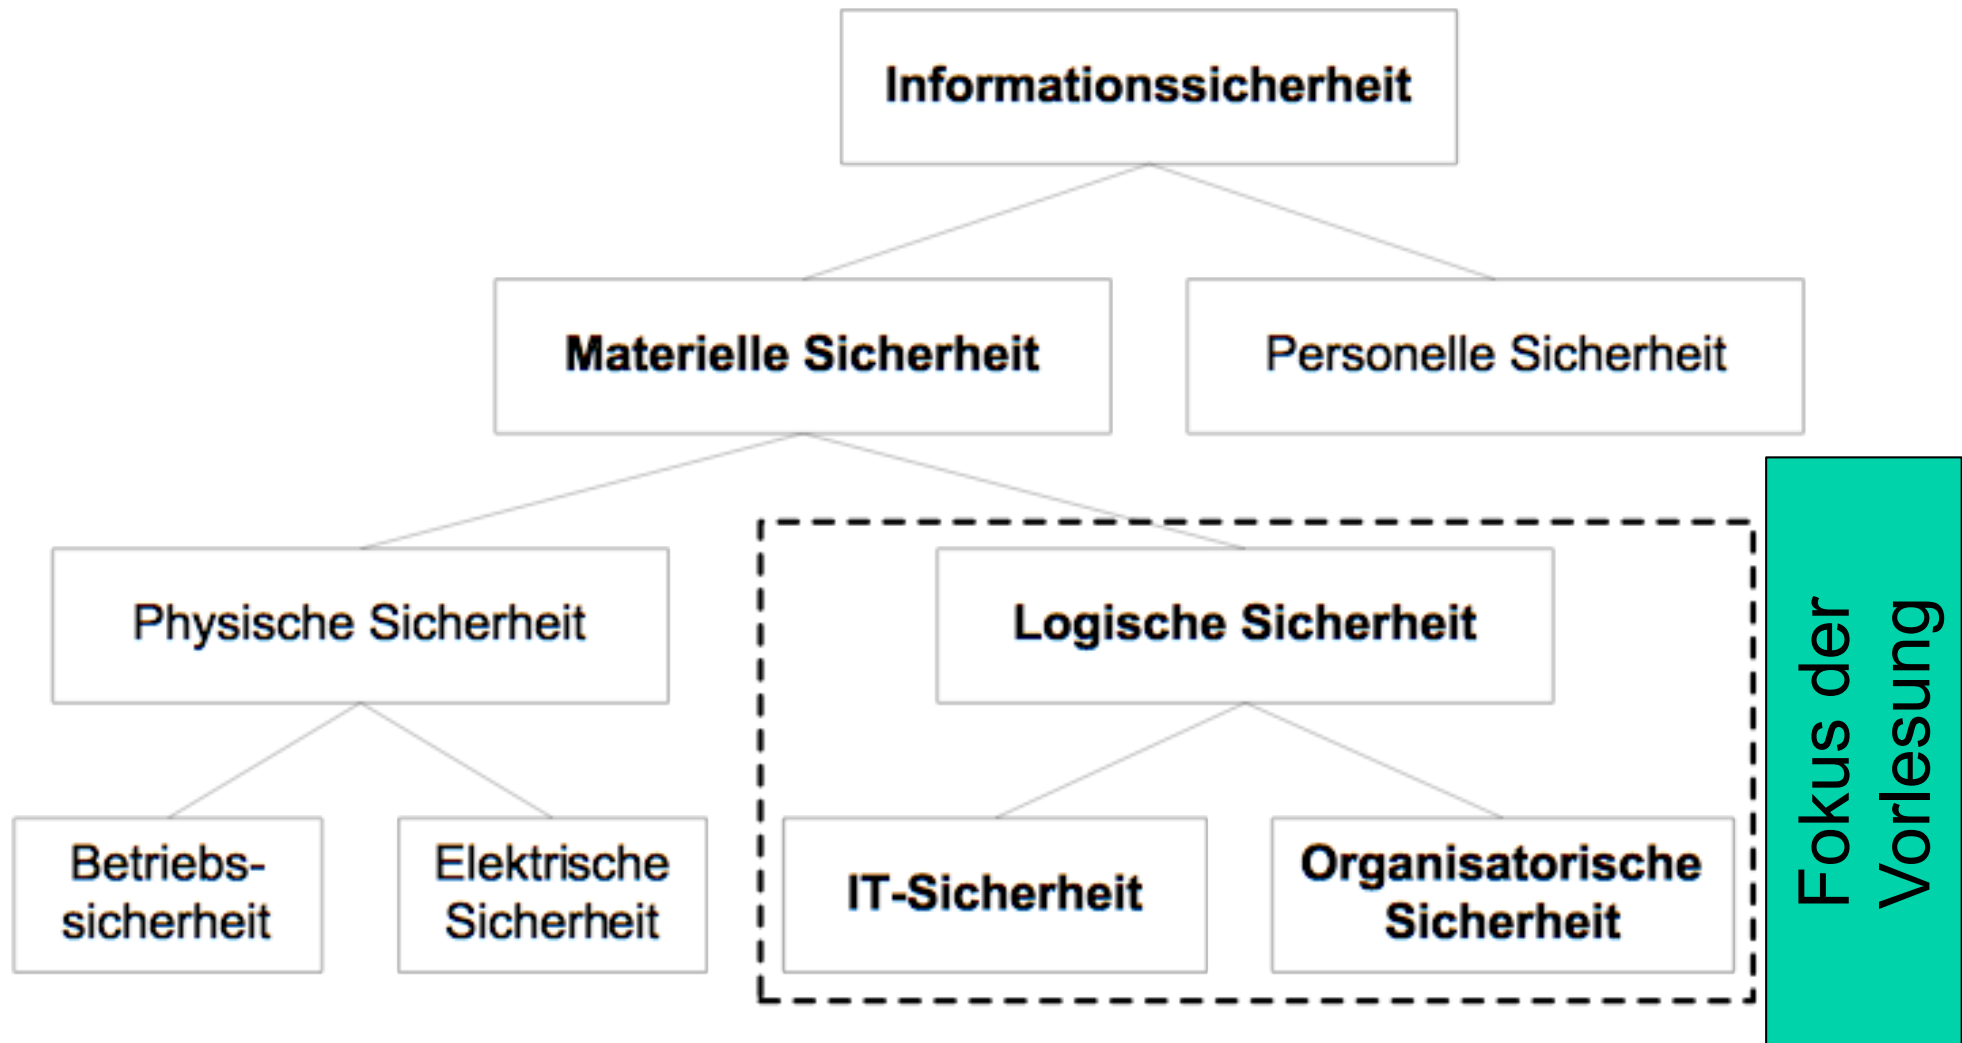 Informationssicherheit
Materielle Sicherheit
Personelle Sicherheit
Physische Sicherheit
Logische Sicherheit
Betriebs-
sicherheit
Elektrische
Sicherheit
IT-Sicherheit
Organisatorische
Sicherheit
Fokus der
Vorlesung